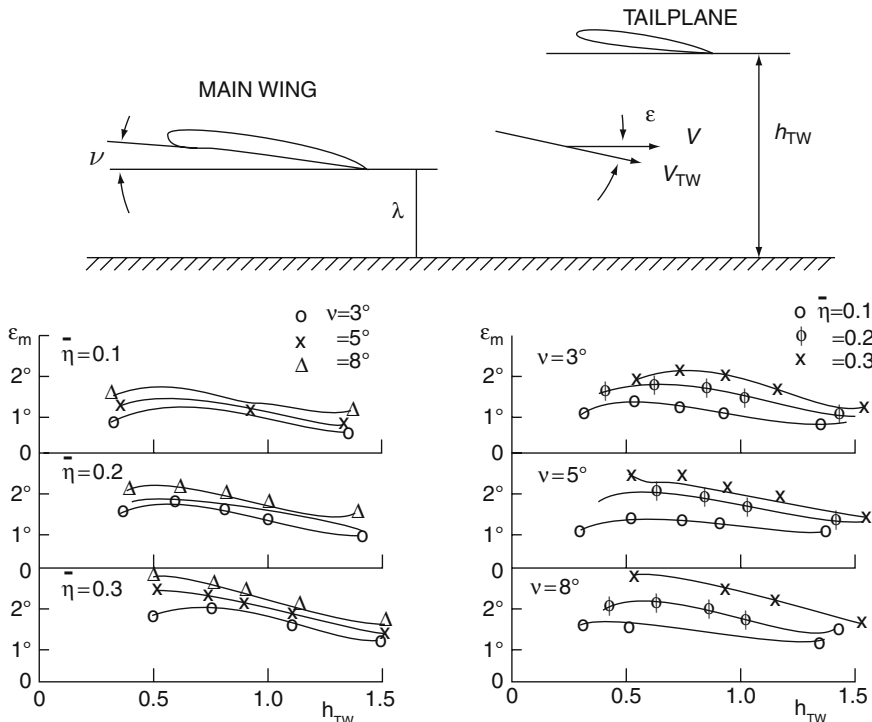 TAILPLANE
MAIN WING
ε
V
V_TW
h_TW
ν
λ
o ν=3°
x =5°
Δ =8°
ε_m
η̄=0.1
2°
1°
0
η̄=0.2
2°
1°
0
η̄=0.3
2°
1°
0 0.5 1.0 1.5
h_TW
o η̄=0.1
ϕ =0.2
x =0.3
ε_m
ν=3°
2°
1°
0
ν=5°
2°
1°
0
ν=8°
2°
1°
0 0.5 1.0 1.5
h_TW